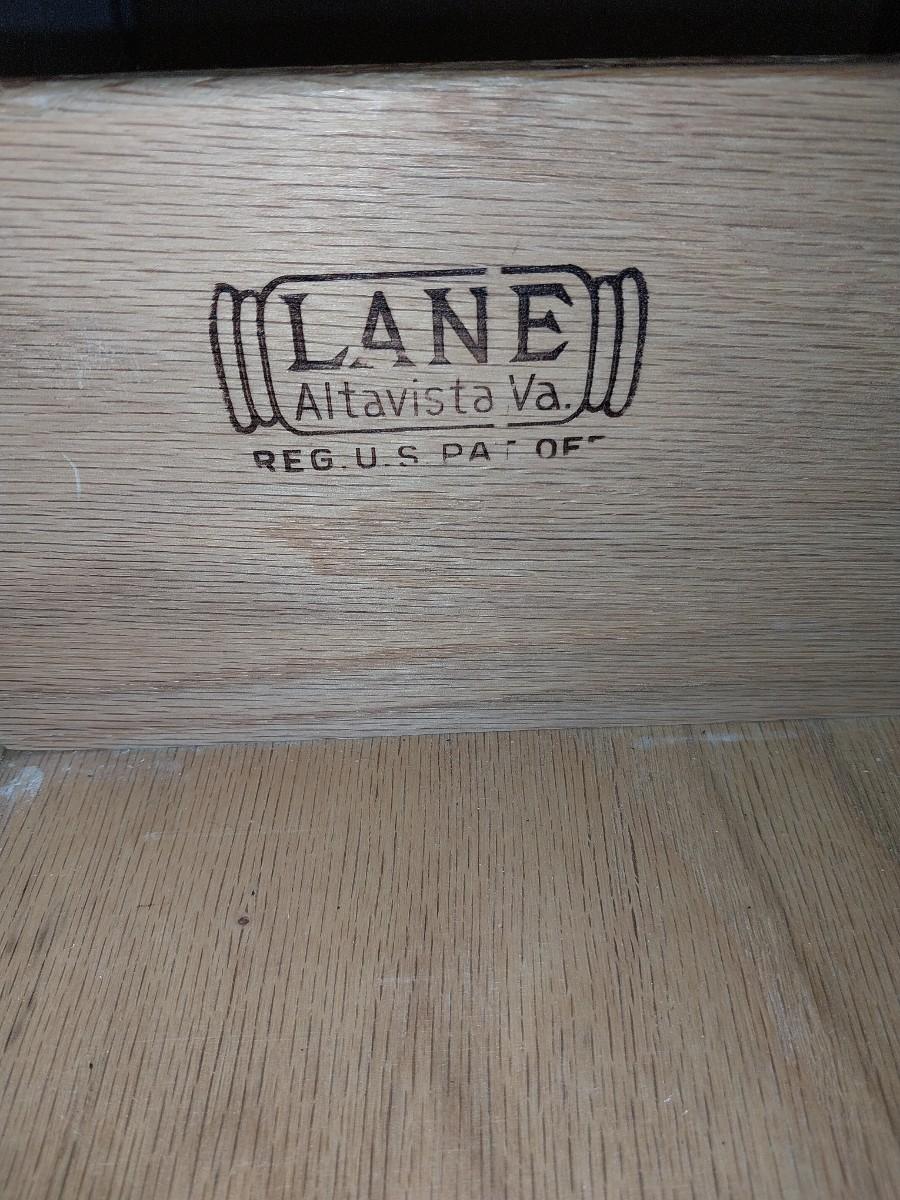 LANE
Altavista Va.
REG. U.S. PAT OFF